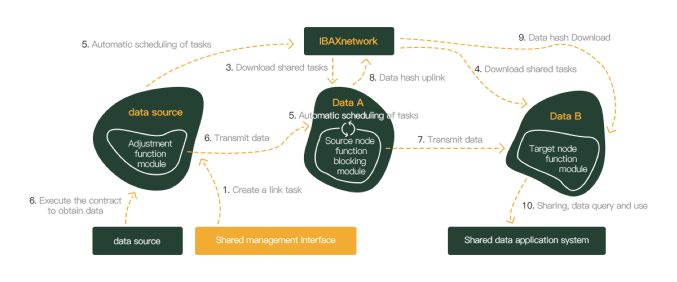 9. Data hash Download
IBAXnetwork
5. Automatic scheduling of tasks
3. Download shared tasks
4. Download shared tasks
8. Data hash uplink
data source
Data A
Data B
5. Automatic scheduling of tasks
6. Transmit data
7. Transmit data
Adjustment
function
module
Source node
function
blocking
module
Target node
function
module
1. Create a link task
6. Execute the contract
to obtain data
10. Sharing, data query and use
data source
Shared management interface
Shared data application system